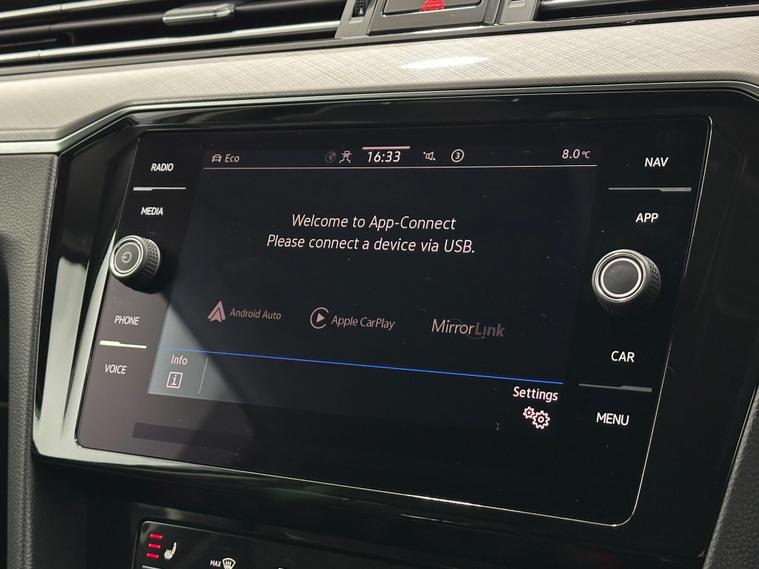 RADIO
Eco
16:33
3
8.0°C
NAV
MEDIA
APP
Welcome to App-Connect
Please connect a device via USB.
Android Auto
Apple CarPlay
MirrorLink
PHONE
VOICE
Info
i
CAR
Settings
MENU
MAX